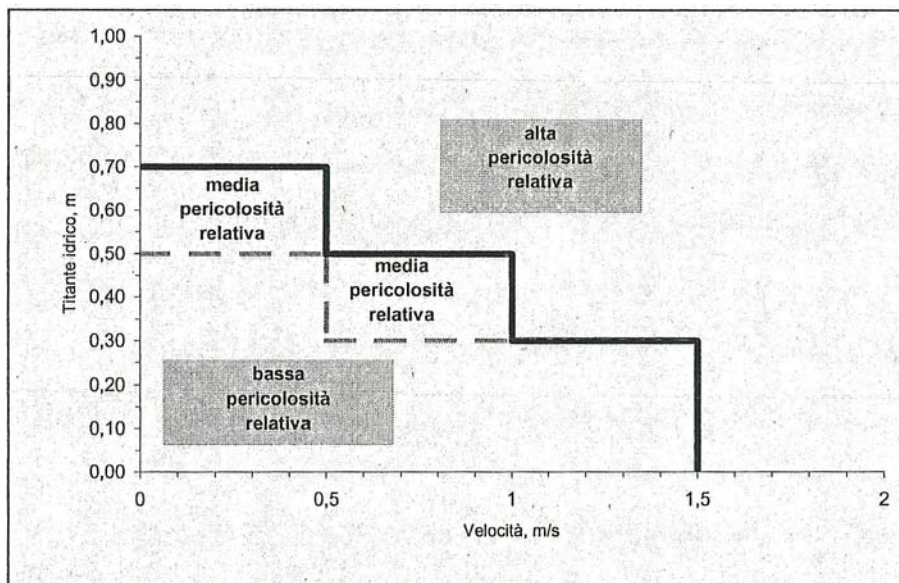 1,00
0,90
0,80
0,70
0,60
0,50
0,40
0,30
0,20
0,10
0,00
Titante idrico, m
alta
pericolosità
relativa
media
pericolosità
relativa
media
pericolosità
relativa
bassa
pericolosità
relativa
0
0,5
1
1,5
2
Velocità, m/s